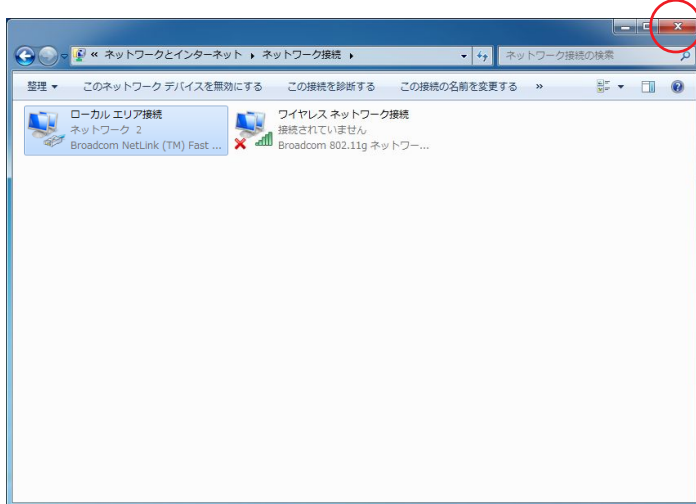 « ネットワークとインターネット ▸ ネットワーク接続 ▸ ネットワーク接続の検索
整理 ▼ このネットワーク デバイスを無効にする この接続を診断する この接続の名前を変更する »
ローカル エリア接続
ネットワーク 2
Broadcom NetLink (TM) Fast ...
ワイヤレス ネットワーク接続
接続されていません
Broadcom 802.11g ネットワー...